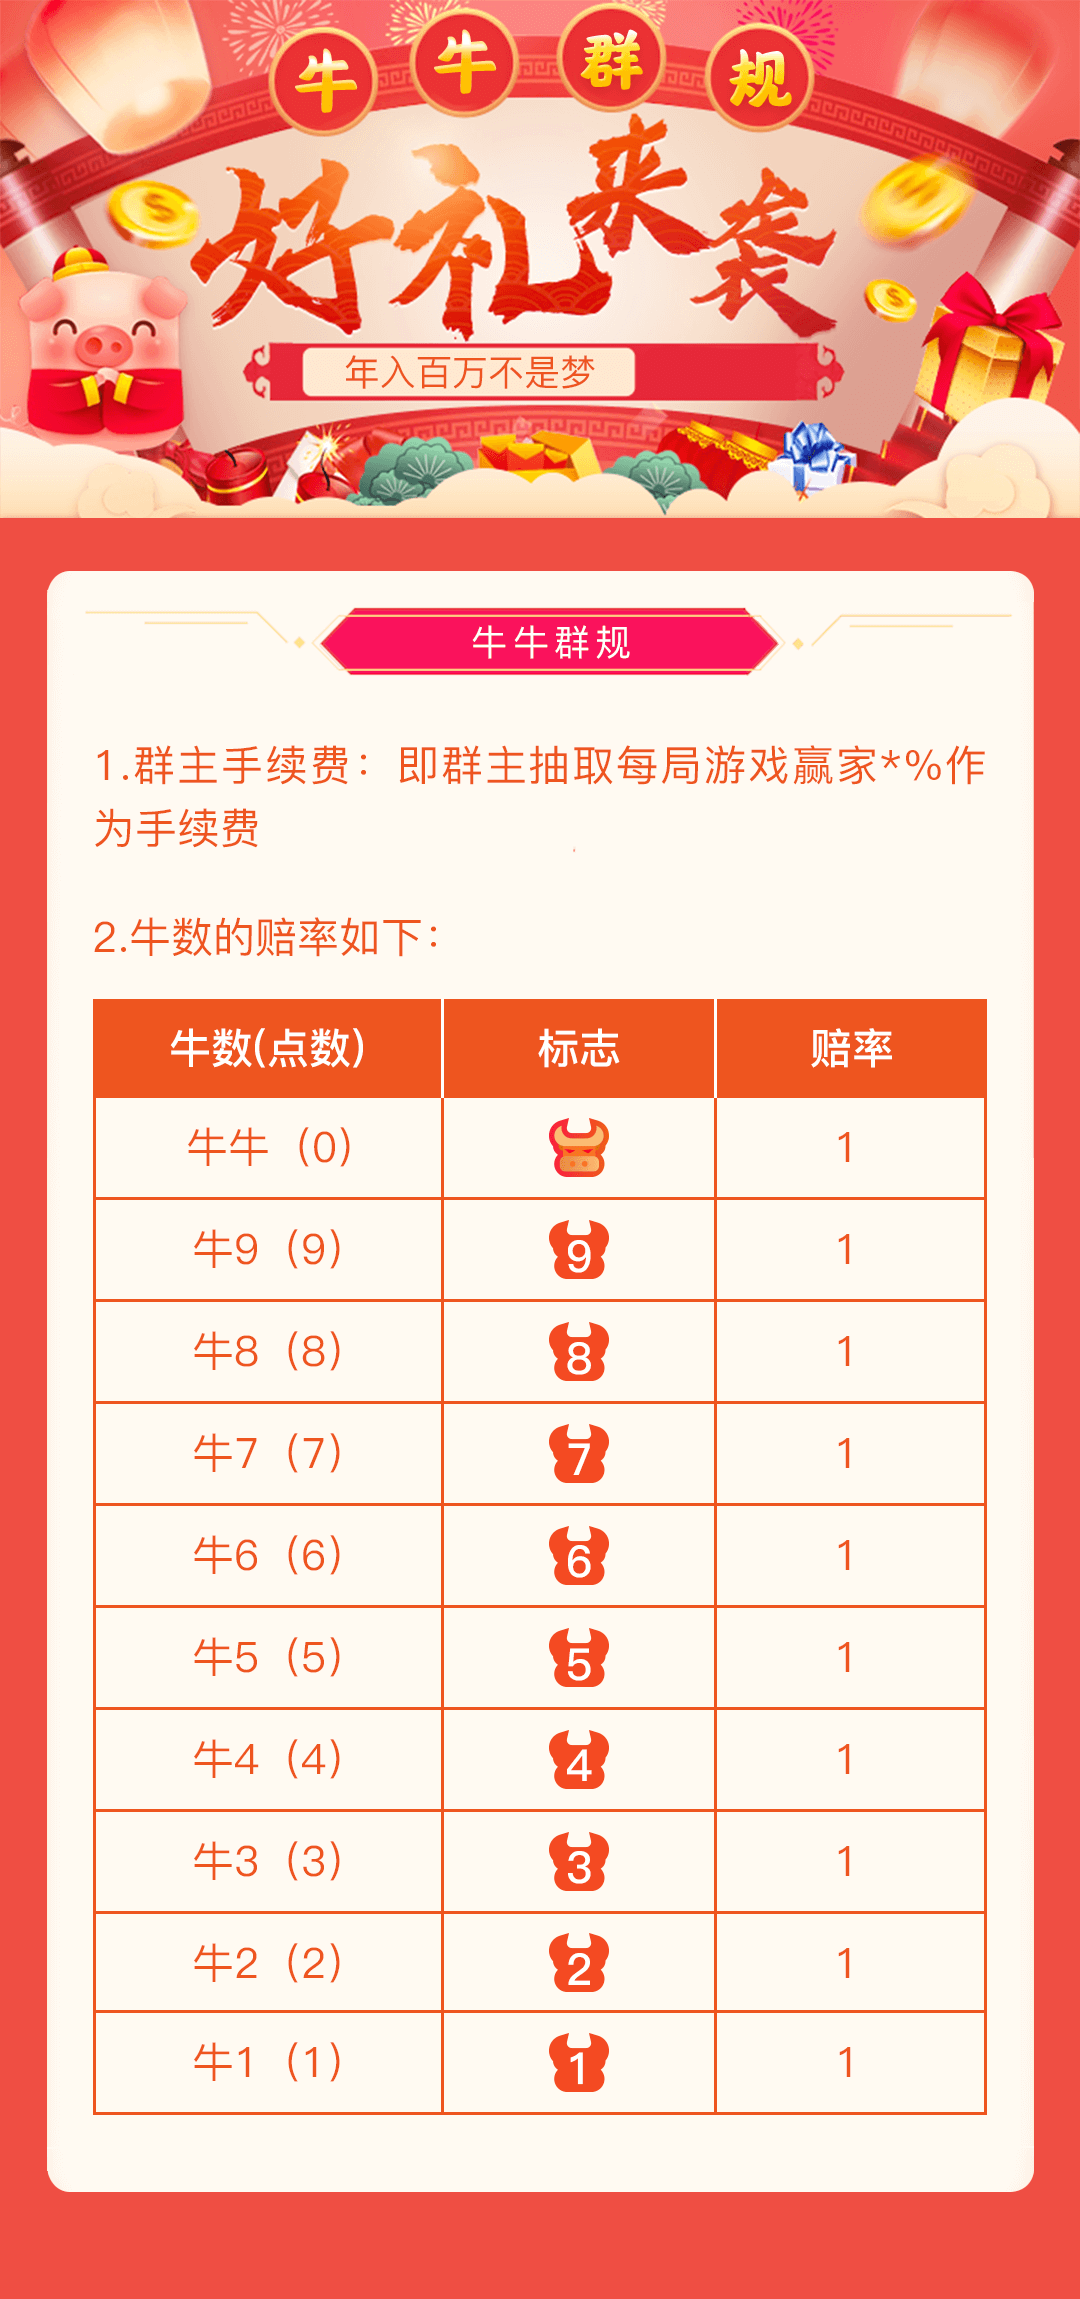 牛牛群规
好礼来袭
年入百万不是梦
牛牛群规
1.群主手续费：即群主抽取每局游戏赢家*%作
为手续费
2.牛数的赔率如下：
牛数(点数) 标志 赔率
牛牛（0） 1
牛9（9） 9 1
牛8（8） 8 1
牛7（7） 7 1
牛6（6） 6 1
牛5（5） 5 1
牛4（4） 4 1
牛3（3） 3 1
牛2（2） 2 1
牛1（1） 1 1